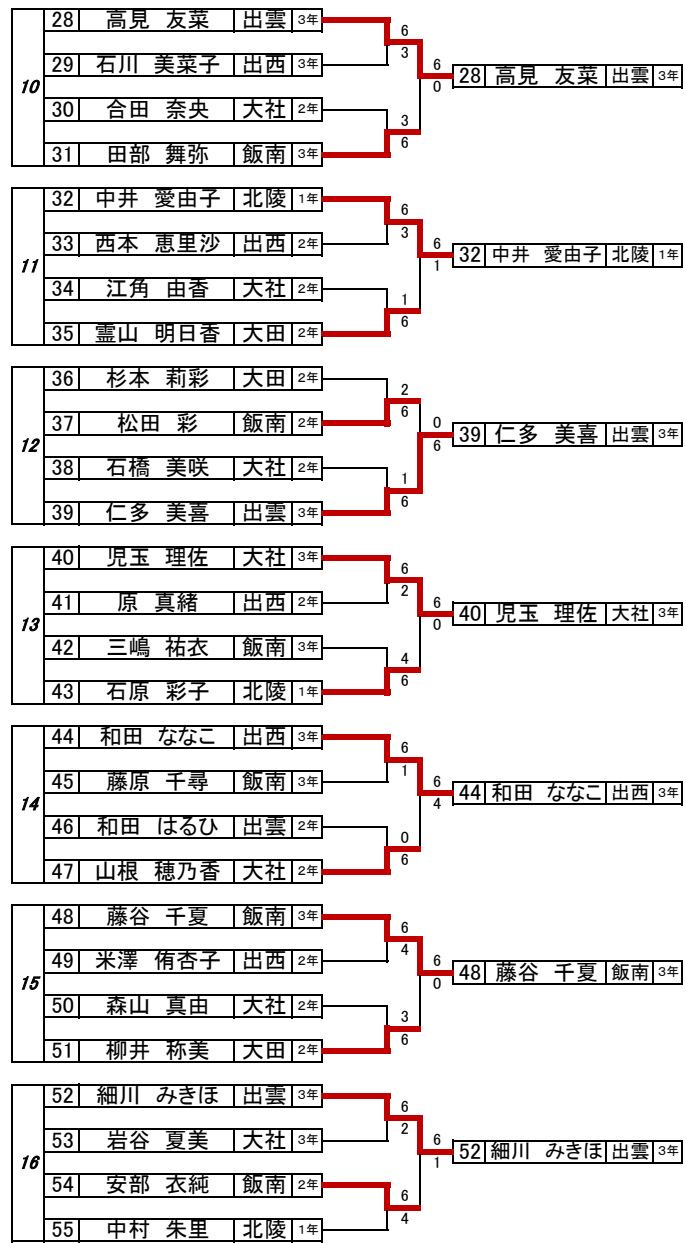 28 高見 友菜 出雲 3年
6
3
29 石川 美菜子 出西 3年
6
0
28 高見 友菜 出雲 3年
10
30 合田 奈央 大社 2年
3
6
31 田部 舞弥 飯南 3年
32 中井 愛由子 北陵 1年
6
3
33 西本 恵里沙 出西 2年
6
1
32 中井 愛由子 北陵 1年
11
34 江角 由香 大社 2年
1
6
35 霊山 明日香 大田 2年
36 杉本 莉彩 大田 2年
2
6
37 松田 彩 飯南 2年
0
6
39 仁多 美喜 出雲 3年
12
38 石橋 美咲 大社 2年
1
6
39 仁多 美喜 出雲 3年
40 児玉 理佐 大社 3年
6
2
41 原 真緒 出西 2年
6
0
40 児玉 理佐 大社 3年
13
42 三嶋 祐衣 飯南 3年
4
6
43 石原 彩子 北陵 1年
44 和田 ななこ 出西 3年
6
1
45 藤原 千尋 飯南 3年
6
4
44 和田 ななこ 出西 3年
14
46 和田 はるひ 出雲 2年
0
6
47 山根 穂乃香 大社 2年
48 藤谷 千夏 飯南 3年
6
4
49 米澤 侑杏子 出西 2年
6
0
48 藤谷 千夏 飯南 3年
15
50 森山 真由 大社 2年
3
6
51 柳井 称美 大田 2年
52 細川 みきほ 出雲 3年
6
2
53 岩谷 夏美 大社 3年
6
1
52 細川 みきほ 出雲 3年
16
54 安部 衣純 飯南 2年
6
4
55 中村 朱里 北陵 1年